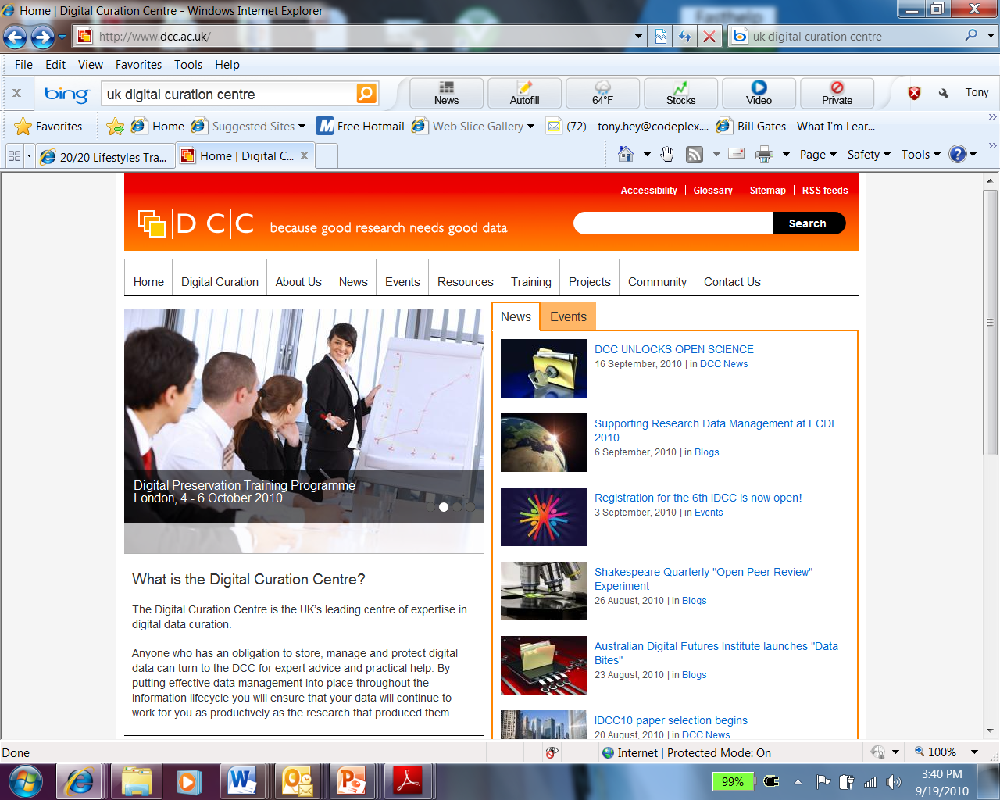 Home | Digital Curation Centre - Windows Internet Explorer
http://www.dcc.ac.uk/
uk digital curation centre
File Edit View Favorites Tools Help
x bing uk digital curation centre News Autofill 64°F Stocks Video Private Tony
Favorites Home Suggested Sites Free Hotmail Web Slice Gallery (72) - tony.hey@codeplex.... Bill Gates - What I'm Lear...
20/20 Lifestyles Tra... Home | Digital C... Page Safety Tools
Accessibility | Glossary | Sitemap | RSS feeds
DCC because good research needs good data
Search
Home Digital Curation About Us News Events Resources Training Projects Community Contact Us
Digital Preservation Training Programme
London, 4 - 6 October 2010
What is the Digital Curation Centre?
The Digital Curation Centre is the UK's leading centre of expertise in
digital data curation.
Anyone who has an obligation to store, manage and protect digital
data can turn to the DCC for expert advice and practical help. By
putting effective data management into place throughout the
information lifecycle you will ensure that your data will continue to
work for you as productively as the research that produced them.
News Events
DCC UNLOCKS OPEN SCIENCE
16 September, 2010 | in DCC News
Supporting Research Data Management at ECDL
2010
6 September, 2010 | in Blogs
Registration for the 6th IDCC is now open!
3 September, 2010 | in Events
Shakespeare Quarterly "Open Peer Review"
Experiment
26 August, 2010 | in Blogs
Australian Digital Futures Institute launches "Data
Bites"
23 August, 2010 | in Blogs
IDCC10 paper selection begins
20 August, 2010 | in DCC News
Done
Internet | Protected Mode: On
100%
99%
3:40 PM
9/19/2010